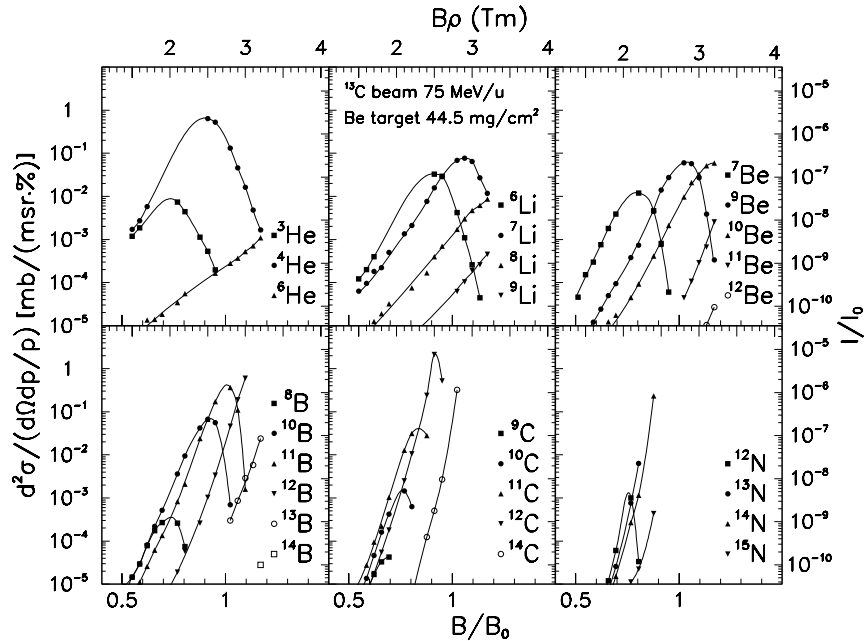 Bρ (Tm)
2 3 4 2 3 4 2 3 4
¹³C beam 75 MeV/u
Be target 44.5 mg/cm²
d²σ/(dΩdp/p) [mb/(msr·%)]
1
10⁻¹
10⁻²
10⁻³
10⁻⁴
10⁻⁵
³He
⁴He
⁶He
⁶Li
⁷Li
⁸Li
⁹Li
⁷Be
⁹Be
¹⁰Be
¹¹Be
¹²Be
10⁻⁵
10⁻⁶
10⁻⁷
10⁻⁸
10⁻⁹
10⁻¹⁰
I/I₀
1
10⁻¹
10⁻²
10⁻³
10⁻⁴
10⁻⁵
⁸B
¹⁰B
¹¹B
¹²B
¹³B
¹⁴B
⁹C
¹⁰C
¹¹C
¹²C
¹⁴C
¹²N
¹³N
¹⁴N
¹⁵N
10⁻⁵
10⁻⁶
10⁻⁷
10⁻⁸
10⁻⁹
10⁻¹⁰
0.5 1 0.5 1 0.5 1
B/B₀